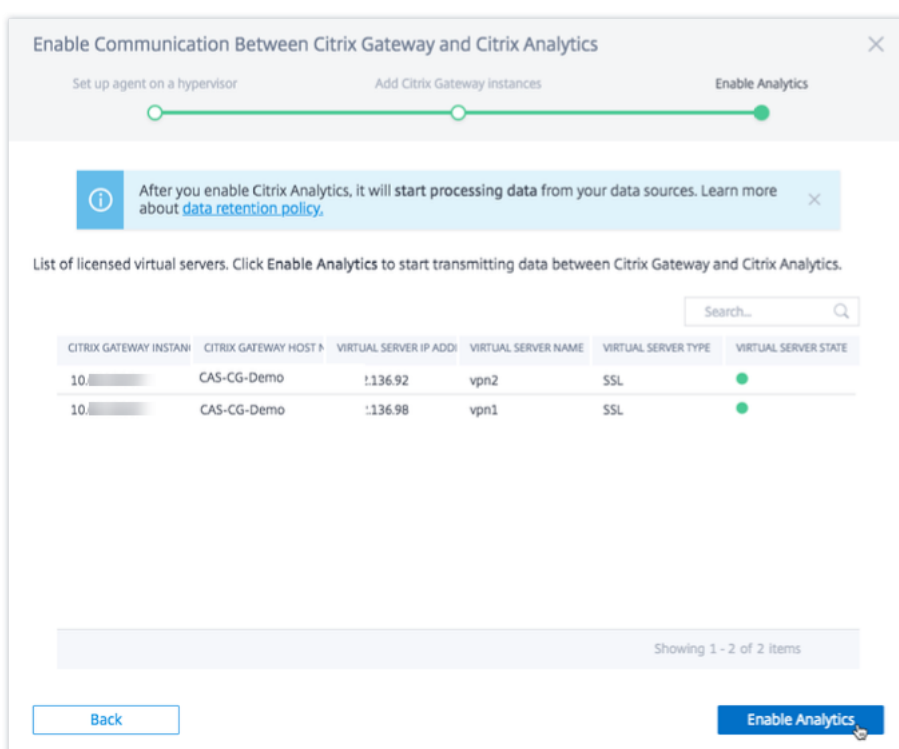 Enable Communication Between Citrix Gateway and Citrix Analytics
Set up agent on a hypervisor Add Citrix Gateway instances Enable Analytics
After you enable Citrix Analytics, it will start processing data from your data sources. Learn more
about data retention policy.
List of licensed virtual servers. Click Enable Analytics to start transmitting data between Citrix Gateway and Citrix Analytics.
Search...
CITRIX GATEWAY INSTAN CITRIX GATEWAY HOST N VIRTUAL SERVER IP ADDI VIRTUAL SERVER NAME VIRTUAL SERVER TYPE VIRTUAL SERVER STATE
10. CAS-CG-Demo .136.92 vpn2 SSL
10. CAS-CG-Demo .136.98 vpn1 SSL
Showing 1 - 2 of 2 items
Back Enable Analytics